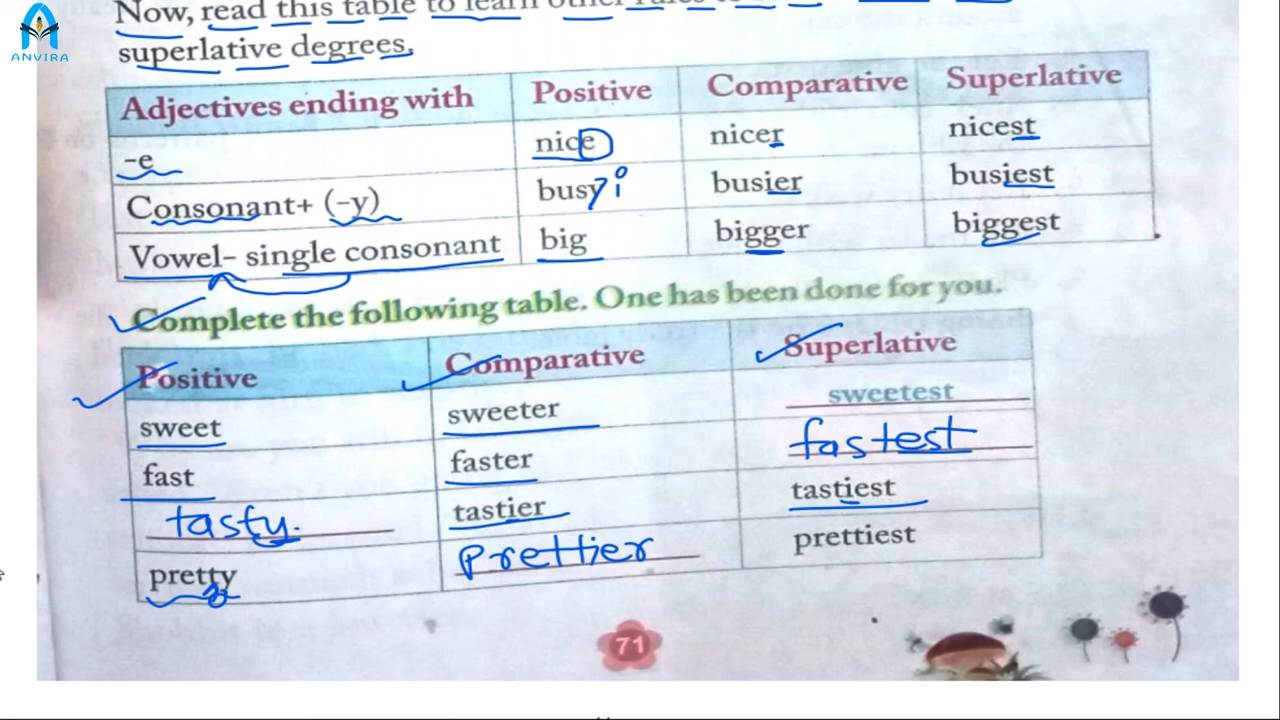 ANVIRA
Now, read this table to learn other rules to
superlative degrees.
Adjectives ending with Positive Comparative Superlative
-e nice nicer nicest
Consonant+ (-y) busy i busier busiest
Vowel- single consonant big bigger biggest
Complete the following table. One has been done for you.
Positive Comparative Superlative
sweet sweeter sweetest
fast faster fastest
tasty. tastier tastiest
pretty prettier prettiest
71